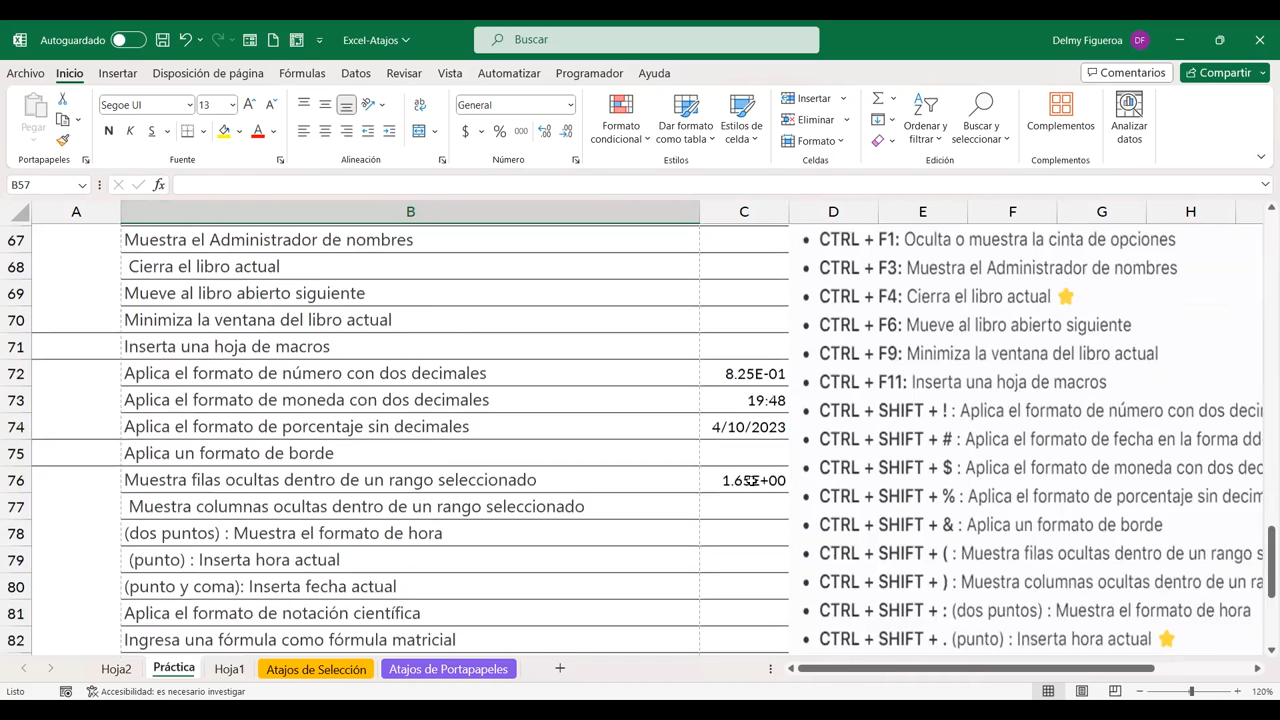 Autoguardado
Excel-Atajos
Buscar
Delmy Figueroa
DF
Archivo Inicio Insertar Disposición de página Fórmulas Datos Revisar Vista Automatizar Programador Ayuda
Comentarios
Compartir
Pegar
Portapapeles
Segoe UI
13
N K S
Fuente
Alineación
General
$ % 000
Número
Formato condicional
Dar formato como tabla
Estilos de celda
Estilos
Insertar
Eliminar
Formato
Celdas
Ordenar y filtrar
Buscar y seleccionar
Edición
Complementos
Complementos
Analizar datos
B57
fx
A B C D E F G H
67 Muestra el Administrador de nombres
68 Cierra el libro actual
69 Mueve al libro abierto siguiente
70 Minimiza la ventana del libro actual
71 Inserta una hoja de macros
72 Aplica el formato de número con dos decimales 8.25E-01
73 Aplica el formato de moneda con dos decimales 19:48
74 Aplica el formato de porcentaje sin decimales 4/10/2023
75 Aplica un formato de borde
76 Muestra filas ocultas dentro de un rango seleccionado 1.65E+00
77 Muestra columnas ocultas dentro de un rango seleccionado
78 (dos puntos) : Muestra el formato de hora
79 (punto) : Inserta hora actual
80 (punto y coma): Inserta fecha actual
81 Aplica el formato de notación científica
82 Ingresa una fórmula como fórmula matricial
• CTRL + F1: Oculta o muestra la cinta de opciones
• CTRL + F3: Muestra el Administrador de nombres
• CTRL + F4: Cierra el libro actual
• CTRL + F6: Mueve al libro abierto siguiente
• CTRL + F9: Minimiza la ventana del libro actual
• CTRL + F11: Inserta una hoja de macros
• CTRL + SHIFT + ! : Aplica el formato de número con dos deci
• CTRL + SHIFT + # : Aplica el formato de fecha en la forma dd
• CTRL + SHIFT + $ : Aplica el formato de moneda con dos dec
• CTRL + SHIFT + % : Aplica el formato de porcentaje sin decim
• CTRL + SHIFT + & : Aplica un formato de borde
• CTRL + SHIFT + ( : Muestra filas ocultas dentro de un rango s
• CTRL + SHIFT + ) : Muestra columnas ocultas dentro de un ra
• CTRL + SHIFT + : (dos puntos) : Muestra el formato de hora
• CTRL + SHIFT + . (punto) : Inserta hora actual
Hoja2 Práctica Hoja1 Atajos de Selección Atajos de Portapapeles
Listo
Accesibilidad: es necesario investigar
120%